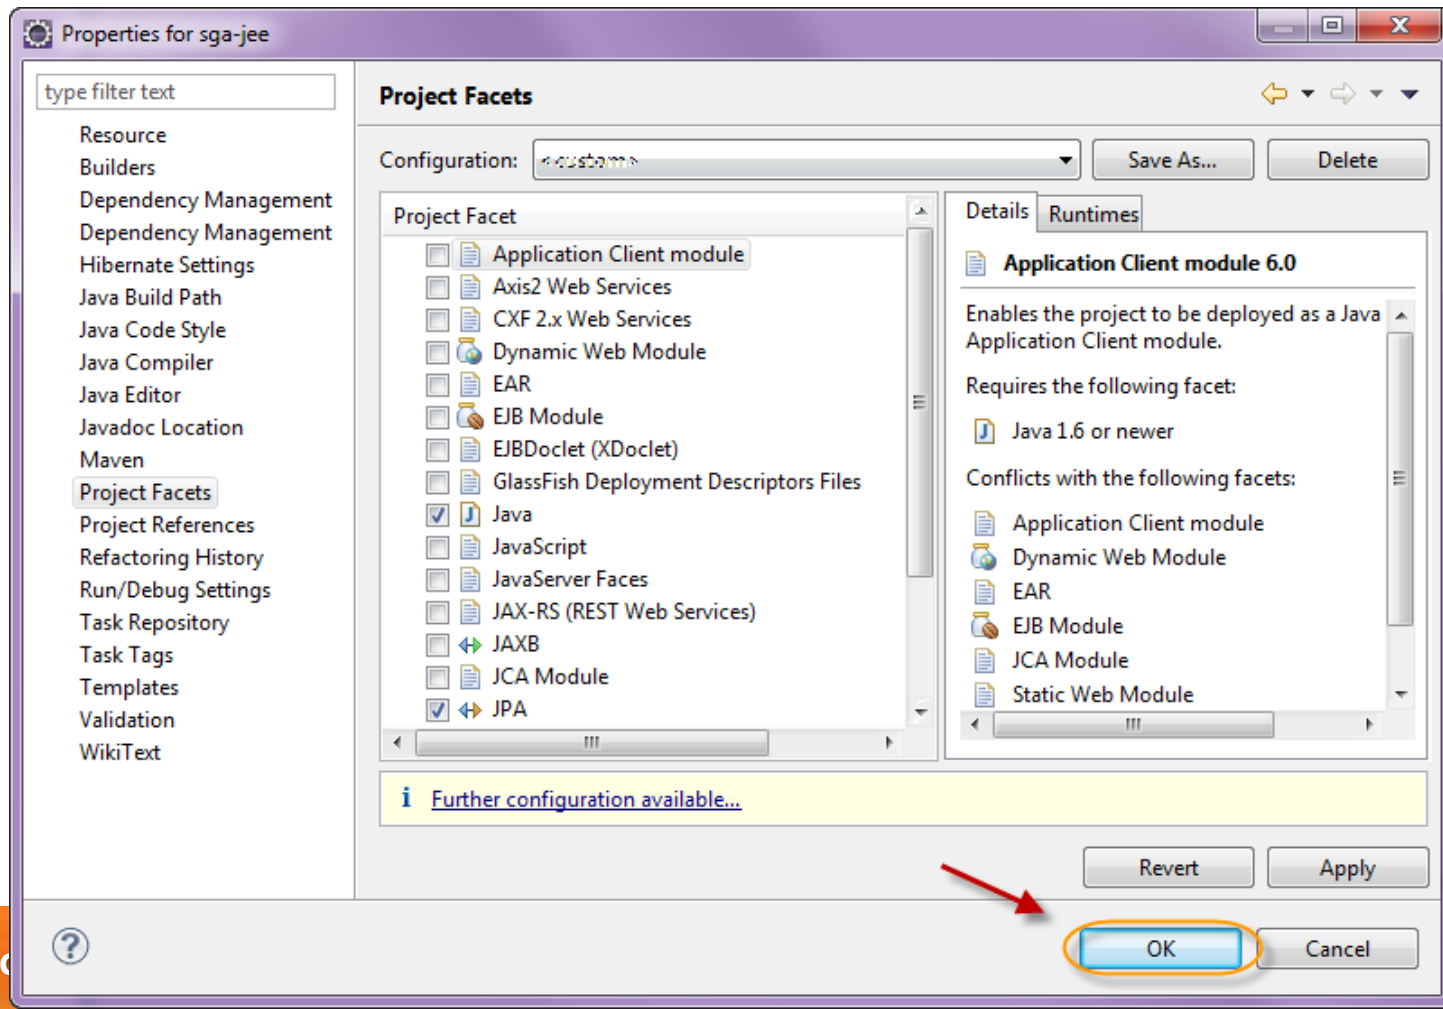 Properties for sga-jee
type filter text
Resource
Builders
Dependency Management
Dependency Management
Hibernate Settings
Java Build Path
Java Code Style
Java Compiler
Java Editor
Javadoc Location
Maven
Project Facets
Project References
Refactoring History
Run/Debug Settings
Task Repository
Task Tags
Templates
Validation
WikiText
Project Facets
Configuration: <custom> Save As... Delete
Project Facet
Application Client module
Axis2 Web Services
CXF 2.x Web Services
Dynamic Web Module
EAR
EJB Module
EJBDoclet (XDoclet)
GlassFish Deployment Descriptors Files
Java
JavaScript
JavaServer Faces
JAX-RS (REST Web Services)
JAXB
JCA Module
JPA
Details Runtimes
Application Client module 6.0
Enables the project to be deployed as a Java
Application Client module.
Requires the following facet:
Java 1.6 or newer
Conflicts with the following facets:
Application Client module
Dynamic Web Module
EAR
EJB Module
JCA Module
Static Web Module
Further configuration available...
Revert Apply
OK Cancel